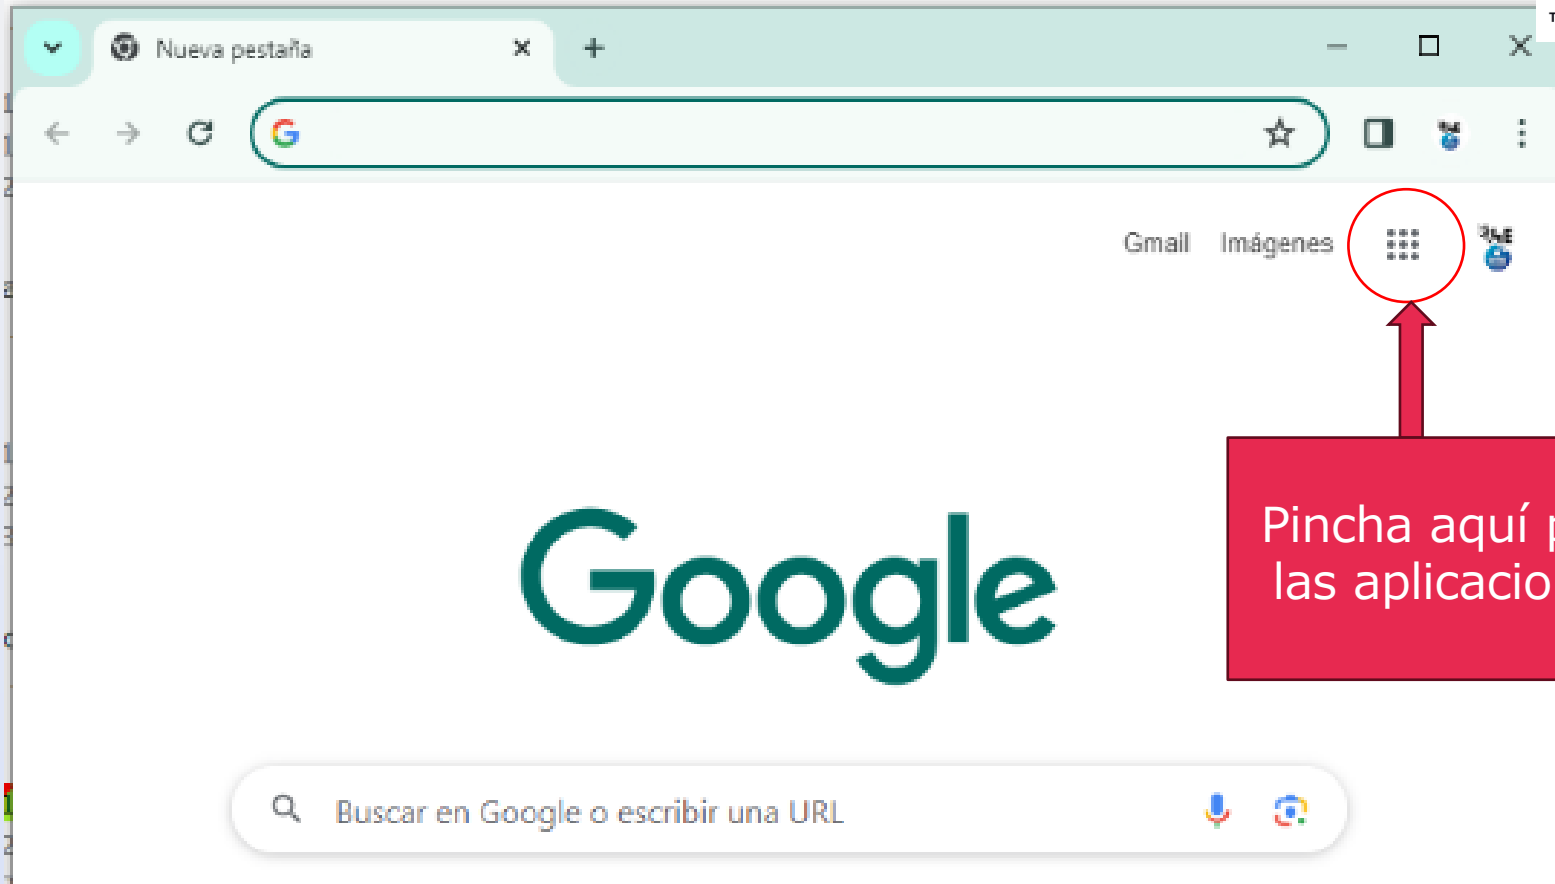 Nueva pestaña
Gmail Imágenes
Pincha aquí
las aplicacio
Google
Buscar en Google o escribir una URL